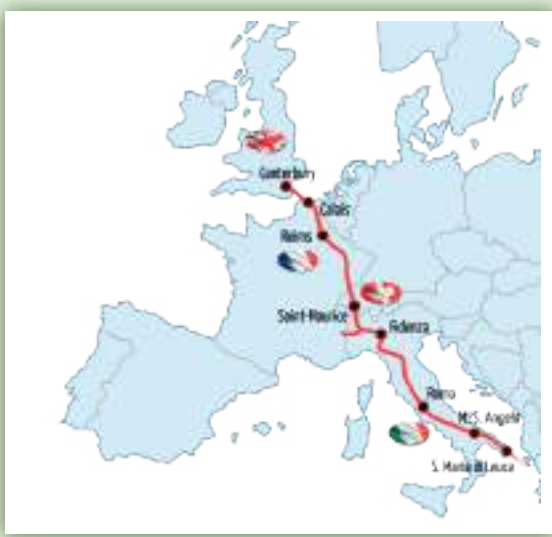 Canterbury
Calais
Reims
Saint-Maurice
Fidenza
Roma
M. S. Angelo
S. Maria di Leuca